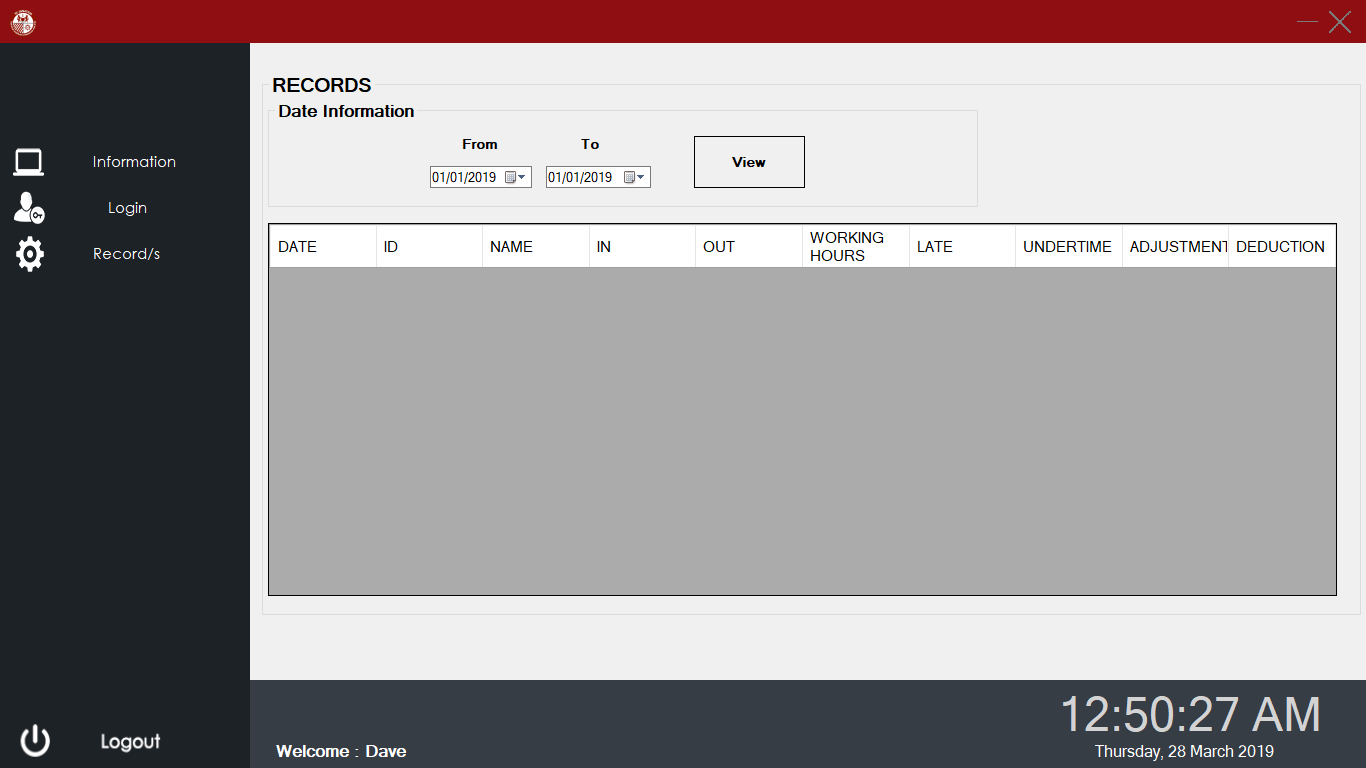 RECORDS
Date Information
From To
View
01/01/2019 01/01/2019
Information
Login
Record/s
DATE ID NAME IN OUT WORKING HOURS LATE UNDERTIME ADJUSTMENT DEDUCTION
12:50:27 AM
Logout
Welcome : Dave
Thursday, 28 March 2019